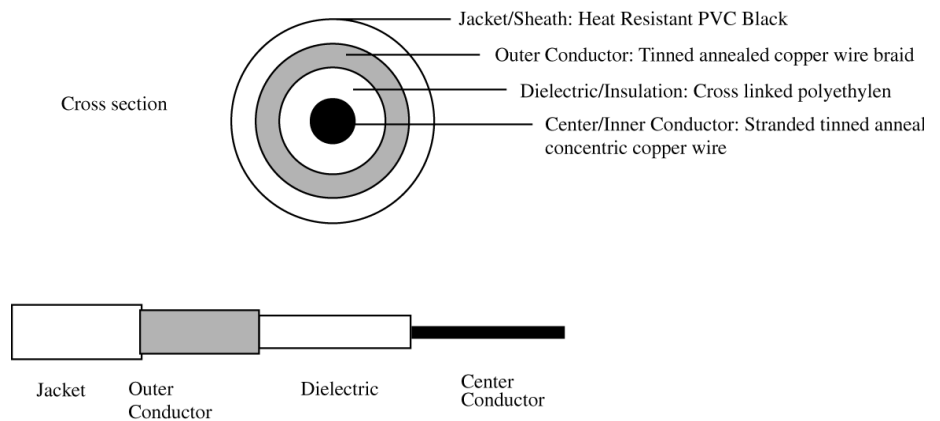 Jacket/Sheath: Heat Resistant PVC Black
Outer Conductor: Tinned annealed copper wire braid
Cross section
Dielectric/Insulation: Cross linked polyethylen
Center/Inner Conductor: Stranded tinned anneal
concentric copper wire
Jacket
Outer
Conductor
Dielectric
Center
Conductor